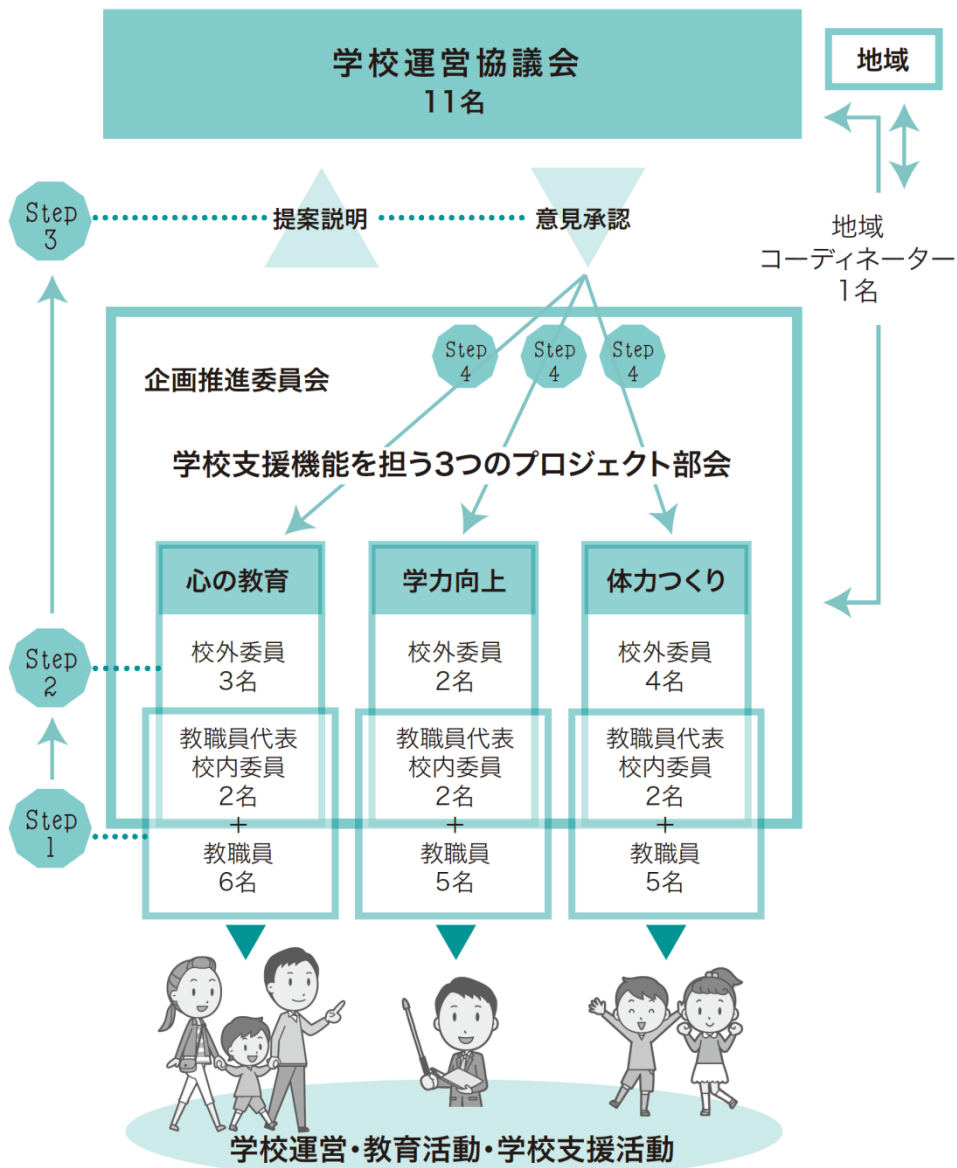 学校運営協議会
11名
地域
地域
コーディネーター
1名
Step
3
提案説明
意見承認
Step
4
Step
4
Step
4
企画推進委員会
学校支援機能を担う3つのプロジェクト部会
心の教育
学力向上
体力つくり
Step
2
校外委員
3名
校外委員
2名
校外委員
4名
Step
1
教職員代表
校内委員
2名
+
教職員
6名
教職員代表
校内委員
2名
+
教職員
5名
教職員代表
校内委員
2名
+
教職員
5名
学校運営・教育活動・学校支援活動